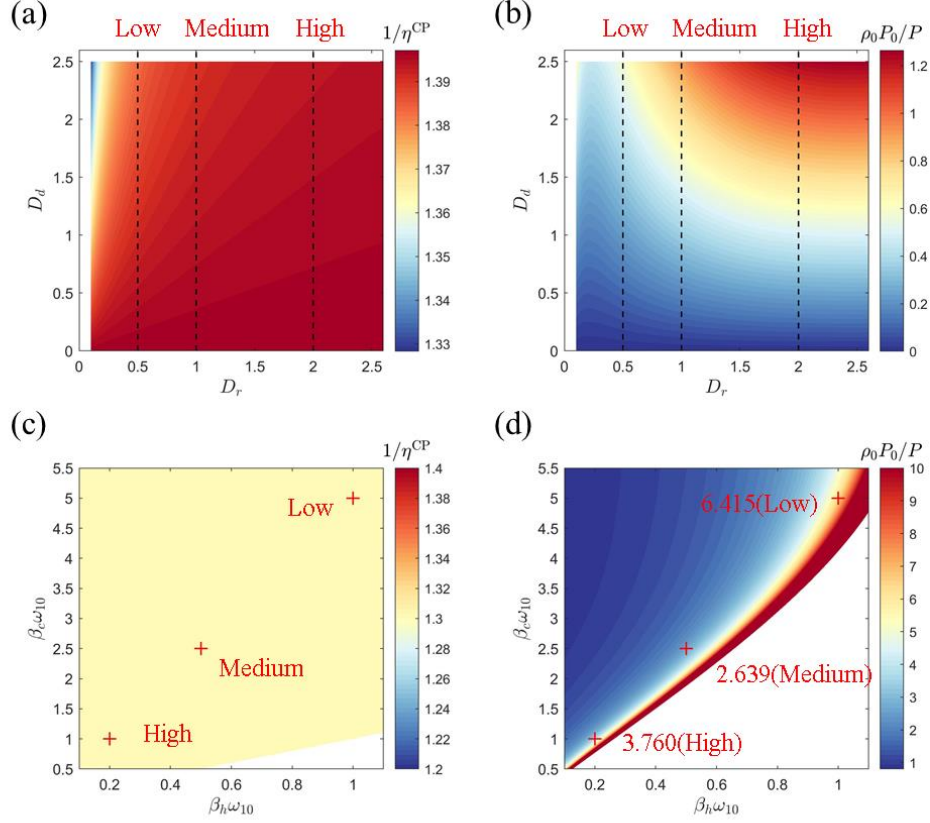 (a)
Low Medium High 1/η^CP
2.5
2
1.5
1
0.5
0
D_d
0 0.5 1 1.5 2 2.5
D_r
1.39
1.38
1.37
1.36
1.35
1.34
1.33
(b)
Low Medium High ρ₀P₀/P
2.5
2
1.5
1
0.5
0
D_d
0 0.5 1 1.5 2 2.5
D_r
1.2
1
0.8
0.6
0.4
0.2
0
(c)
1/η^CP
5.5
5
4.5
4
3.5
3
2.5
2
1.5
1
0.5
β_cω₁₀
Low
Medium
High
0.2 0.4 0.6 0.8 1
β_hω₁₀
1.4
1.38
1.36
1.34
1.32
1.3
1.28
1.26
1.24
1.22
1.20
(d)
ρ₀P₀/P
5.5
5
4.5
4
3.5
3
2.5
2
1.5
1
0.5
β_cω₁₀
6.415(Low)
2.639(Medium)
3.760(High)
0.2 0.4 0.6 0.8 1
β_hω₁₀
10
9
8
7
6
5
4
3
2
1